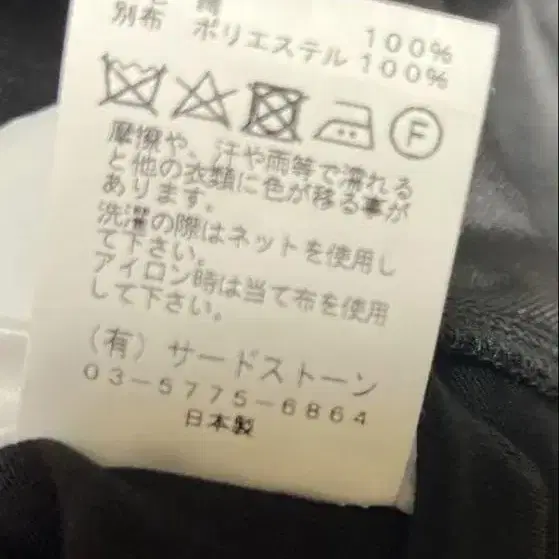 綿 100%
別布 ポリエステル 100%
F
摩擦や、汗や雨等で濡れる
と他の衣類に色が移る事が
あります。
洗濯の際はネットを使用し
て下さい。
アイロン時は当て布を使用
して下さい。
(有) サードストーン
03-5775-6864
日本製